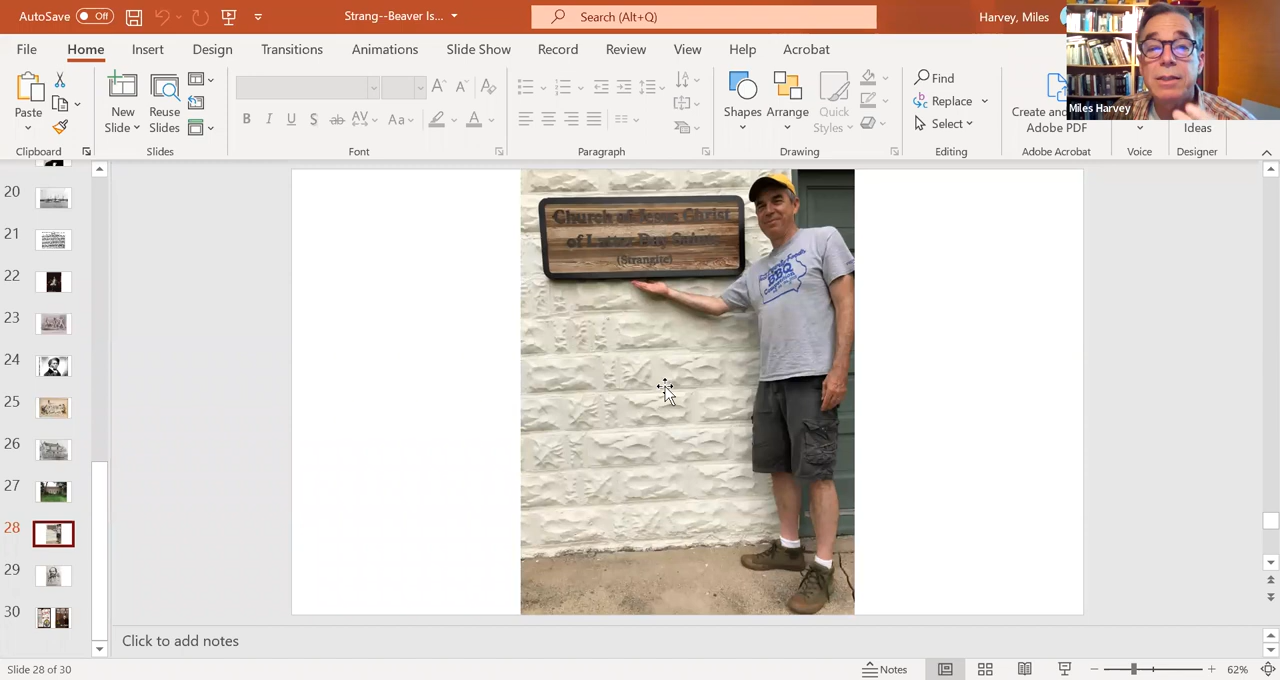 AutoSave Off
Strang--Beaver Is...
Search (Alt+Q)
Harvey, Miles
File Home Insert Design Transitions Animations Slide Show Record Review View Help Acrobat
Miles Harvey
Paste
New Slide
Reuse Slides
B I U S ab AV Aa A
Shapes
Arrange
Quick Styles
Find
Replace
Select
Create and
Adobe PDF
Ideas
Clipboard Slides Font Paragraph Drawing Editing Adobe Acrobat Voice Designer
20
21
22
23
24
25
26
27
28
29
30
Church of Jesus Christ
of Latter Day Saints
(Strangite)
BBQ
Click to add notes
Slide 28 of 30
Notes
62%